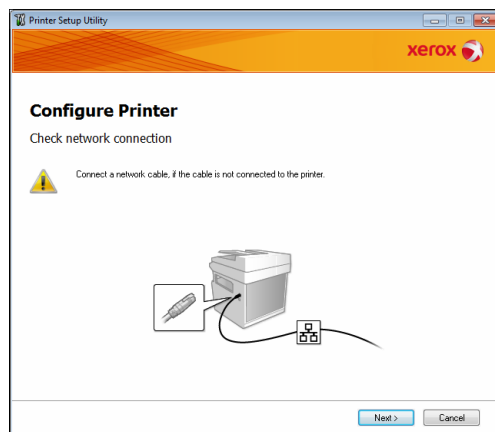 Printer Setup Utility
xerox
Configure Printer
Check network connection
Connect a network cable, if the cable is not connected to the printer.
Next >
Cancel